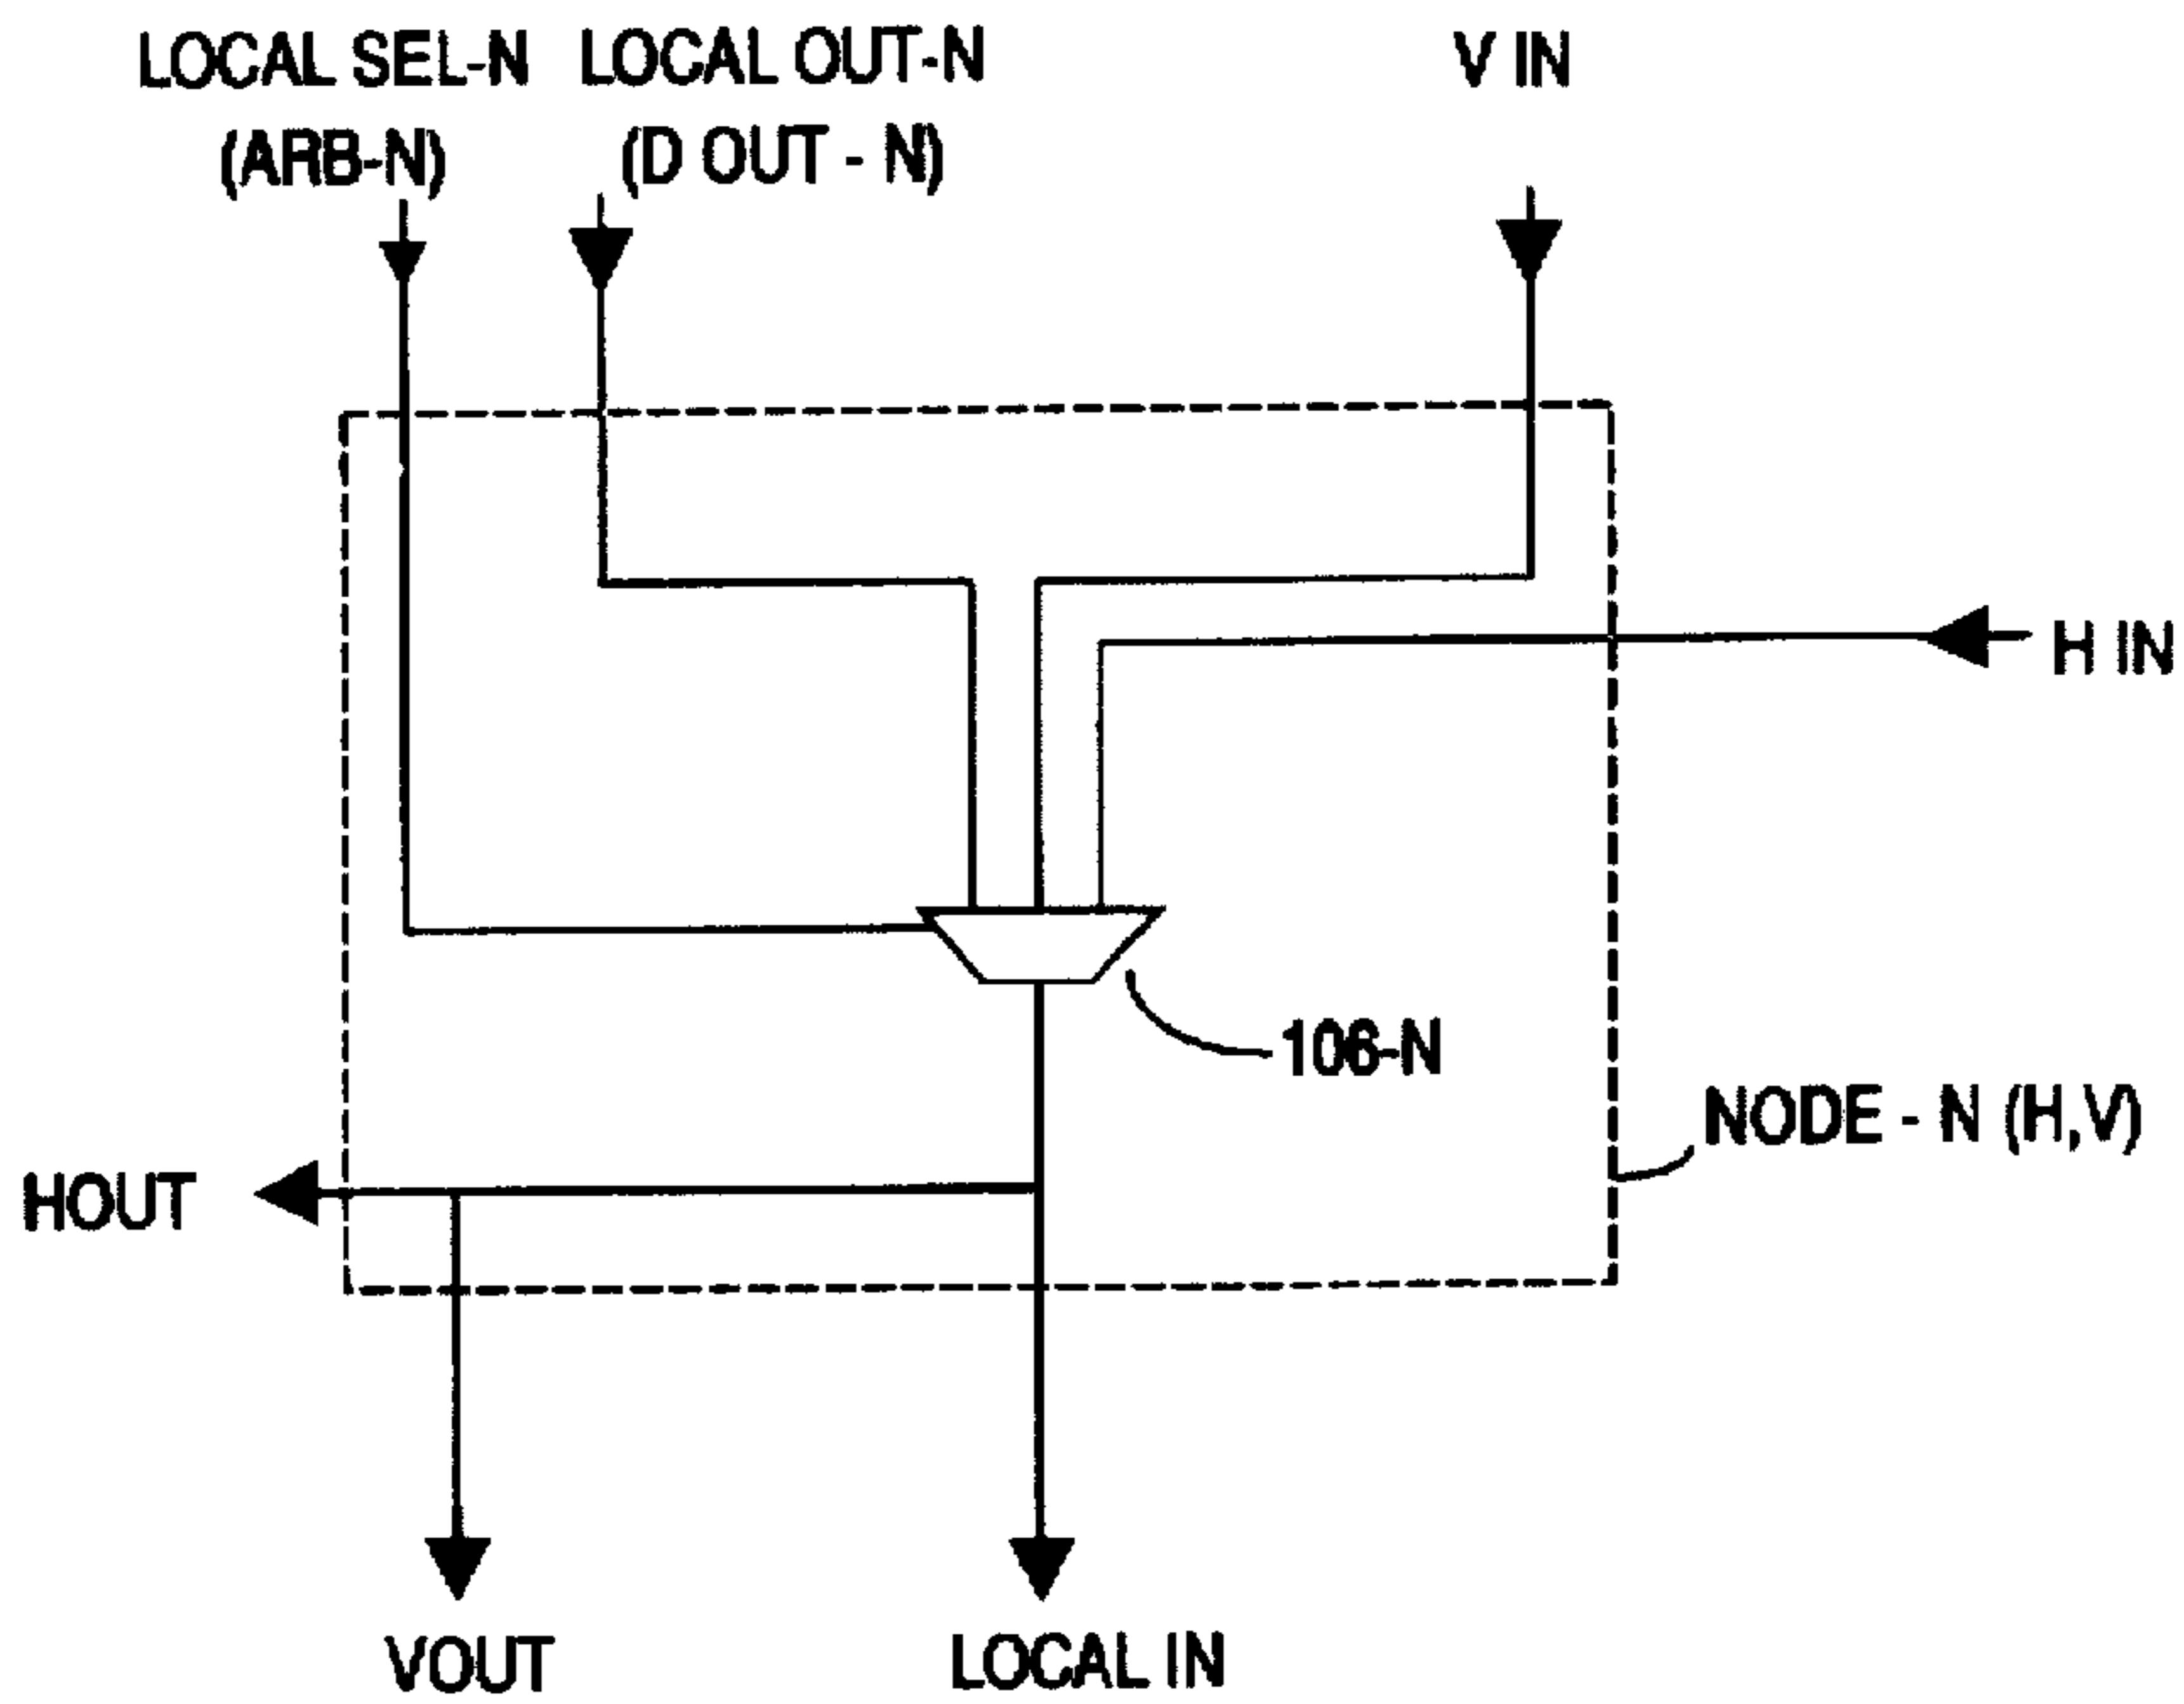 LOCAL SEL-N
(ARB-N)
LOCAL OUT-N
(D OUT - N)
V IN
H IN
106-N
NODE - N (H,V)
HOUT
VOUT
LOCAL IN